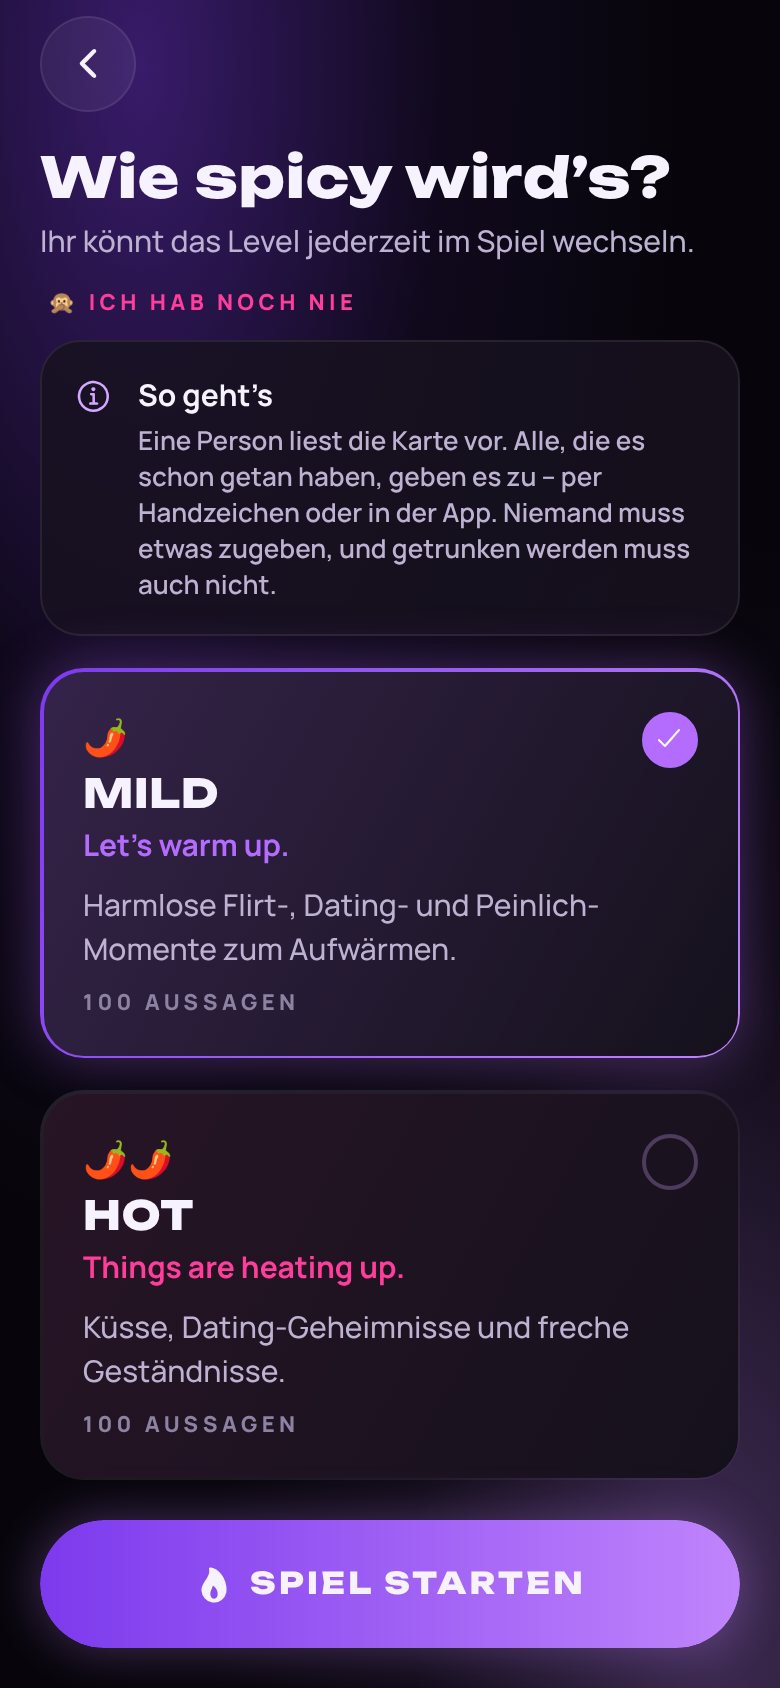 Wie spicy wird’s?
Ihr könnt das Level jederzeit im Spiel wechseln.
🙊 ICH HAB NOCH NIE
So geht’s
Eine Person liest die Karte vor. Alle, die es
schon getan haben, geben es zu – per
Handzeichen oder in der App. Niemand muss
etwas zugeben, und getrunken werden muss
auch nicht.
MILD
Let’s warm up.
Harmlose Flirt-, Dating- und Peinlich-
Momente zum Aufwärmen.
100 AUSSAGEN
HOT
Things are heating up.
Küsse, Dating-Geheimnisse und freche
Geständnisse.
100 AUSSAGEN
SPIEL STARTEN